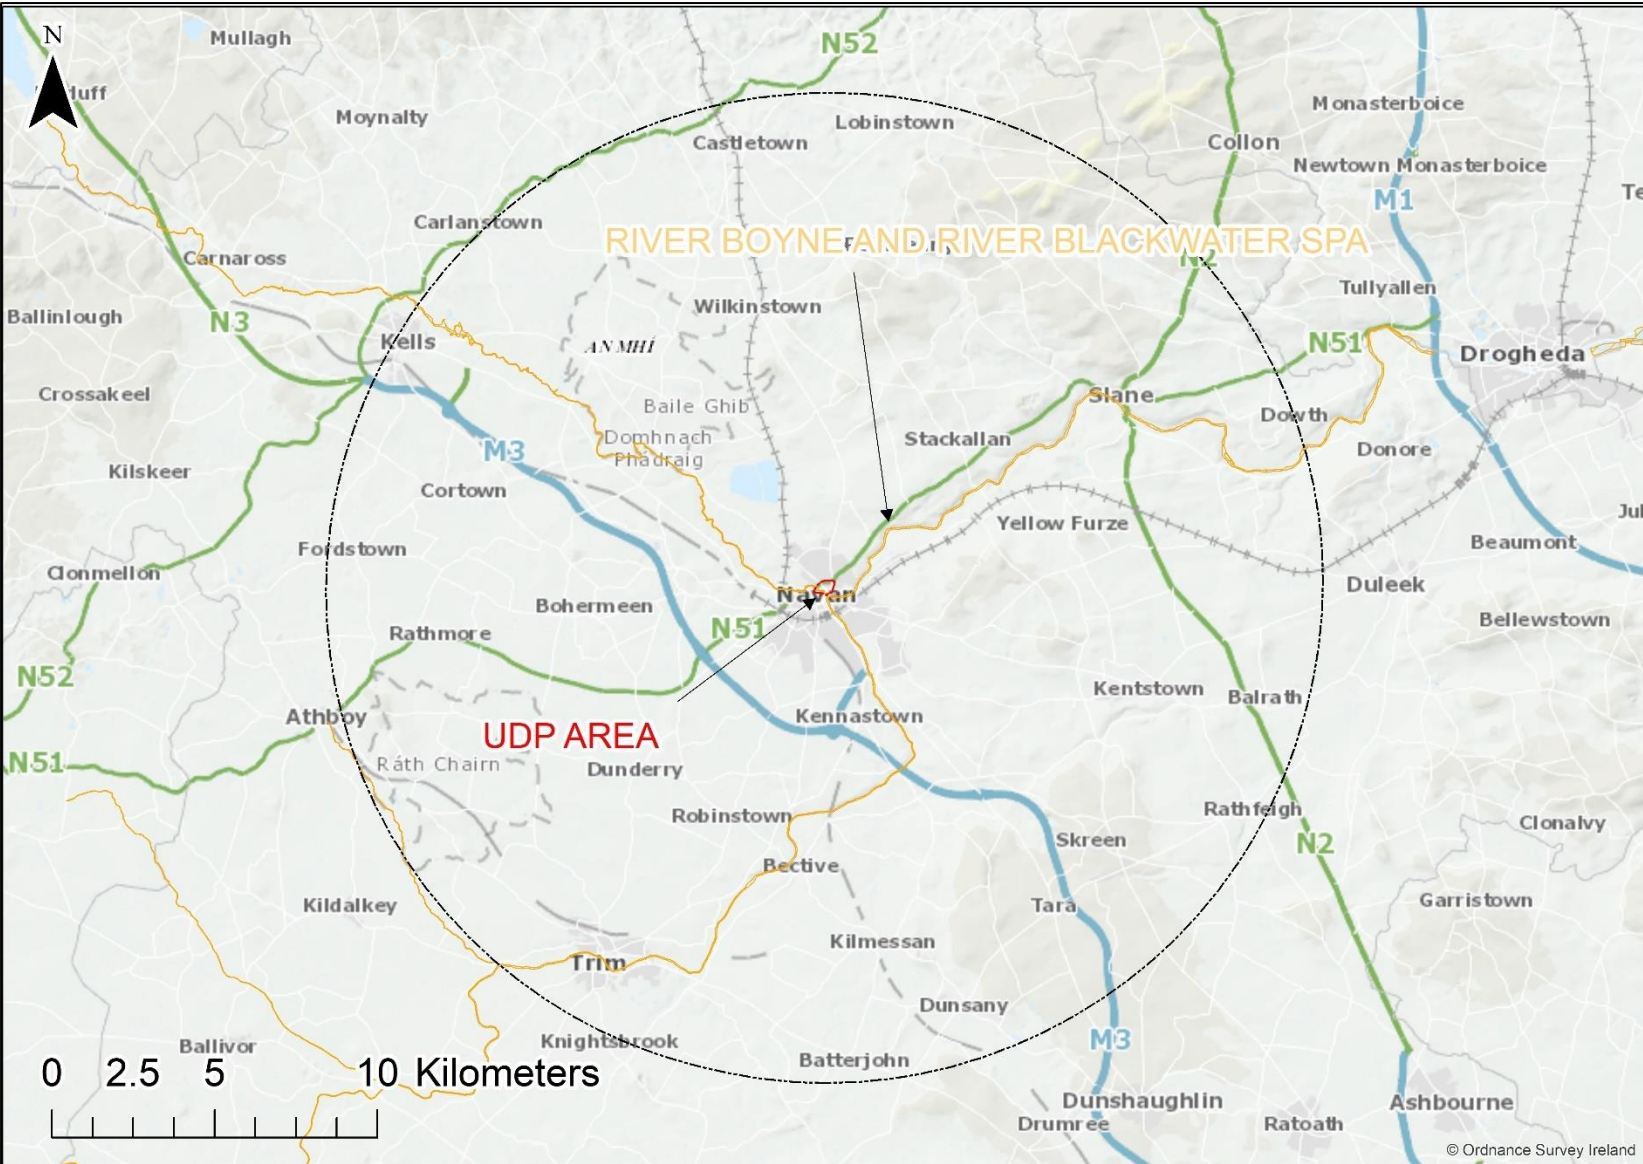 N
Mullagh
N52
Moynalty
Lobinstown
Monasterboice
Castletown
Collon
Newtown Monasterboice
M1
Carlanstown
RIVER BOYNE AND RIVER BLACKWATER SPA
Carnaross
N2
Tullyallen
Ballinlough
N3
Wilkinstown
Kells
AN MHÍ
N51
Drogheda
Crossakeel
Slane
Baile Ghib
Dowth
Domhnach
Phádraig
Stackallan
M3
Donore
Kilskeer
Cortown
Yellow Furze
Fordstown
Beaumont
Clonmellon
Navan
Duleek
Bohermeen
Bellewstown
Rathmore
N51
N52
Kentstown
Balrath
Athboy
Kennastown
UDP AREA
N51
Ráth Chairn
Dunderry
Robinstown
Rathfeigh
Clonalvy
Skreen
N2
Bective
Kildalkey
Tara
Garristown
Kilmessan
Trim
Dunsany
Ballivor
Knightsbrook
M3
Batterjohn
0 2.5 5 10 Kilometers
Dunshaughlin
Ashbourne
Drumree
Ratoath
© Ordnance Survey Ireland